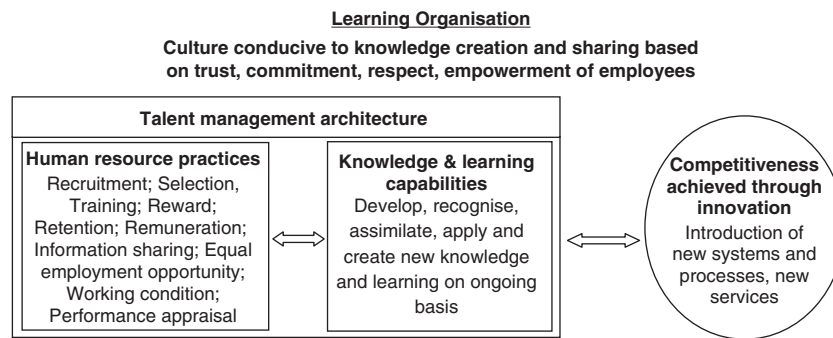 Learning Organisation
Culture conducive to knowledge creation and sharing based
on trust, commitment, respect, empowerment of employees
Talent management architecture
Human resource practices
Recruitment; Selection,
Training; Reward;
Retention; Remuneration;
Information sharing; Equal
employment opportunity;
Working condition;
Performance appraisal
Knowledge & learning
capabilities
Develop, recognise,
assimilate, apply and
create new knowledge
and learning on ongoing
basis
Competitiveness
achieved through
innovation
Introduction of
new systems and
processes, new
services